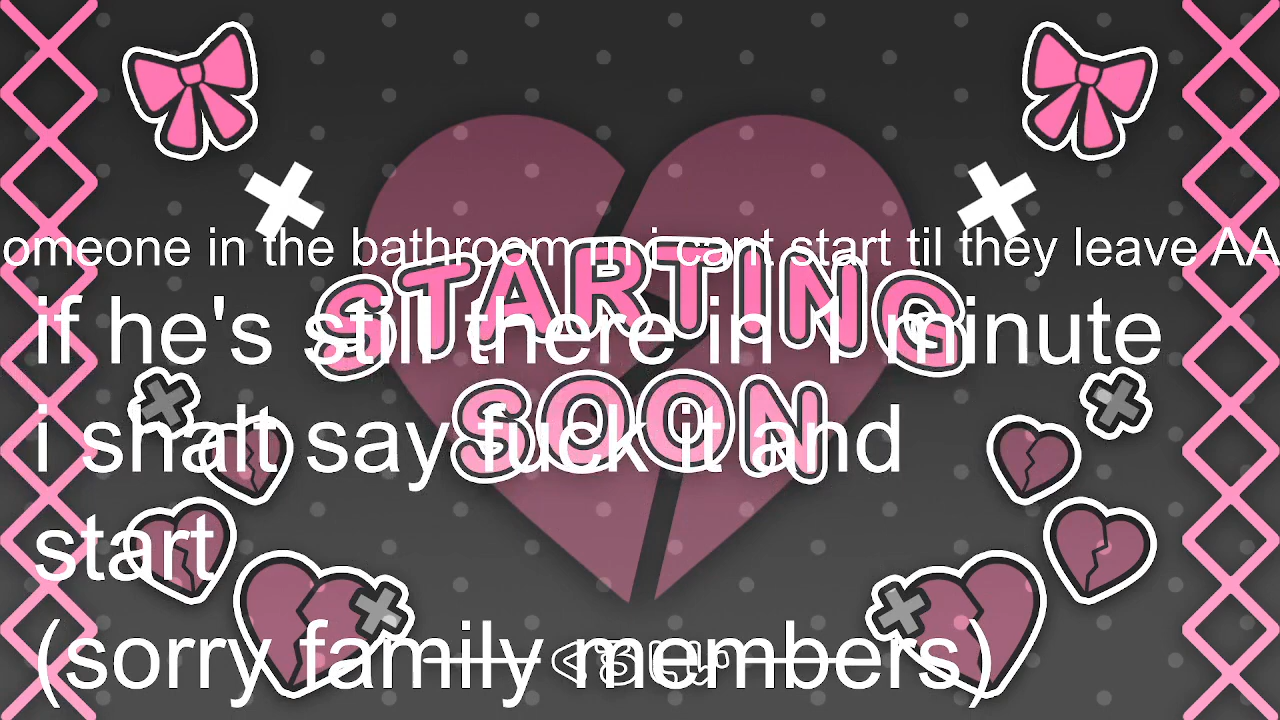 omeone in the bathroom rn i cant start til they leave AA
STARTING
SOON
if he's still there in 1 minute
i shalt say fuck it and
start
(sorry family members)